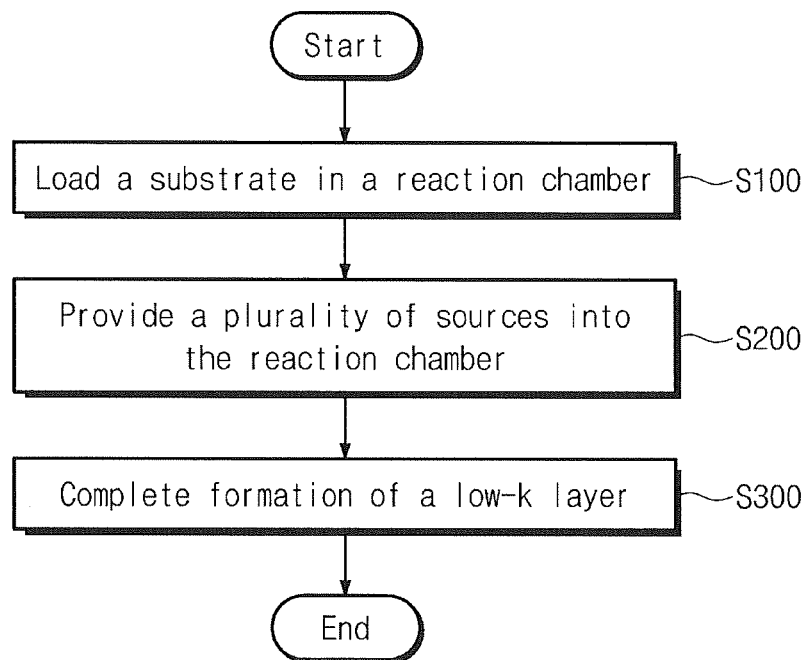 Start
Load a substrate in a reaction chamber
S100
Provide a plurality of sources into
the reaction chamber
S200
Complete formation of a low-k layer
S300
End